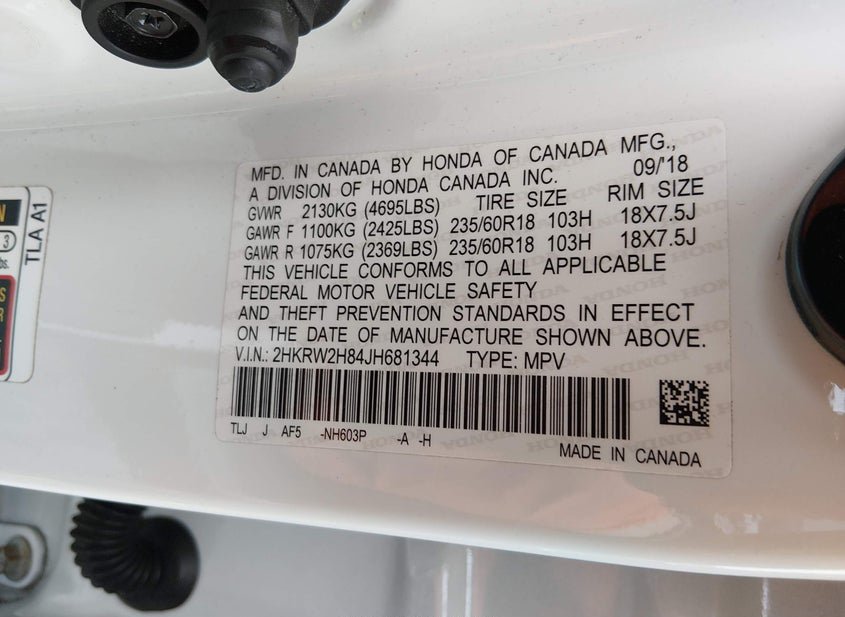 MFD. IN CANADA BY HONDA OF CANADA MFG.,
A DIVISION OF HONDA CANADA INC. 09/'18
GVWR 2130KG (4695LBS) TIRE SIZE RIM SIZE
GAWR F 1100KG (2425LBS) 235/60R18 103H 18X7.5J
GAWR R 1075KG (2369LBS) 235/60R18 103H 18X7.5J
THIS VEHICLE CONFORMS TO ALL APPLICABLE
FEDERAL MOTOR VEHICLE SAFETY
AND THEFT PREVENTION STANDARDS IN EFFECT
ON THE DATE OF MANUFACTURE SHOWN ABOVE.
V.I.N.: 2HKRW2H84JH681344 TYPE: MPV
TLJ J AF5 -NH603P -A -H
MADE IN CANADA
TLA A1
N
3
lbs.
S
R